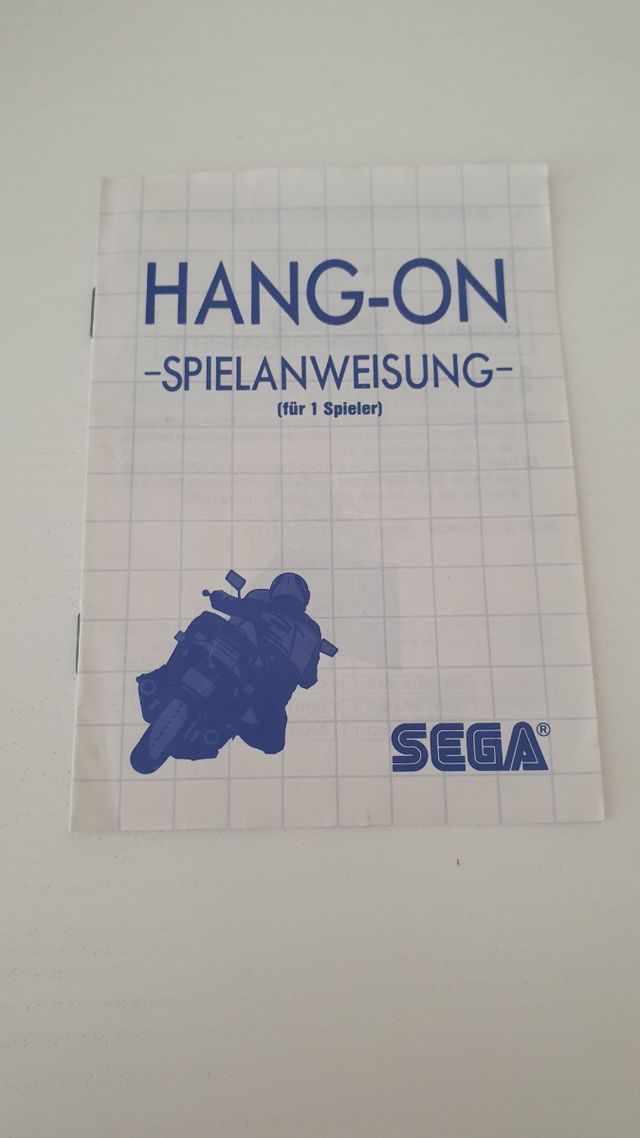 HANG-ON
-SPIELANWEISUNG-
(für 1 Spieler)
SEGA®